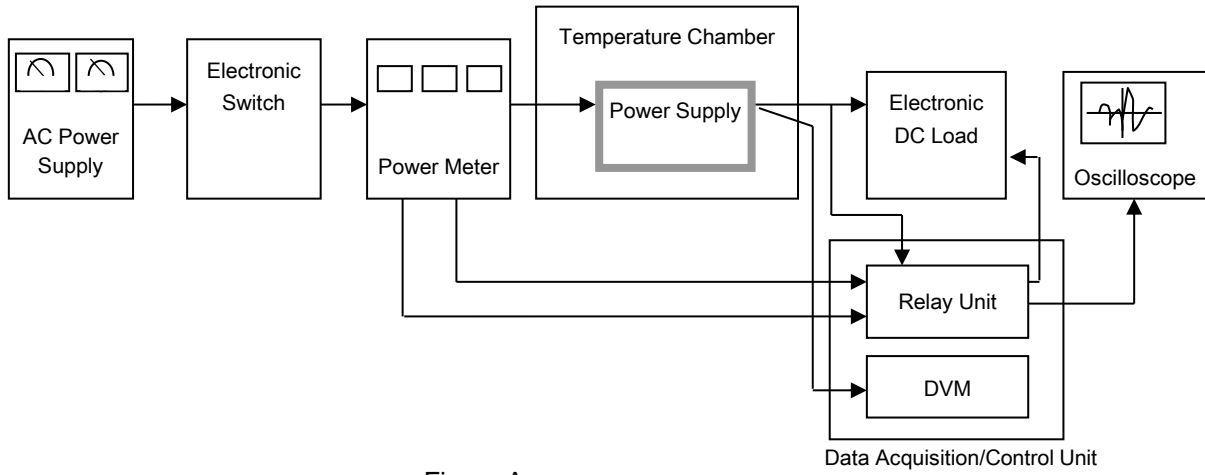 AC Power
Supply
Electronic
Switch
Power Meter
Temperature Chamber
Power Supply
Electronic
DC Load
Oscilloscope
Relay Unit
DVM
Data Acquisition/Control Unit